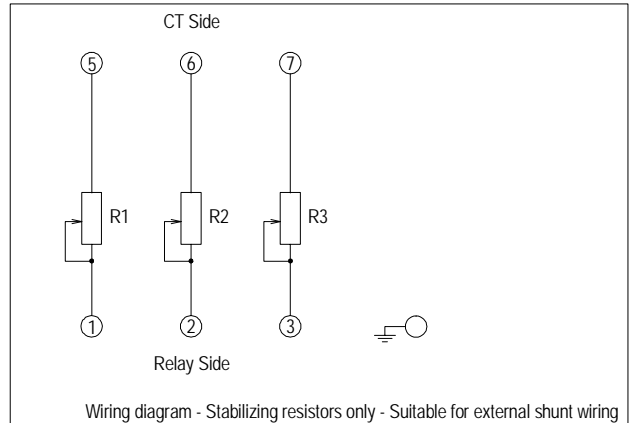 CT Side
5 6 7
R1 R2 R3
1 2 3
Relay Side
Wiring diagram - Stabilizing resistors only - Suitable for external shunt wiring